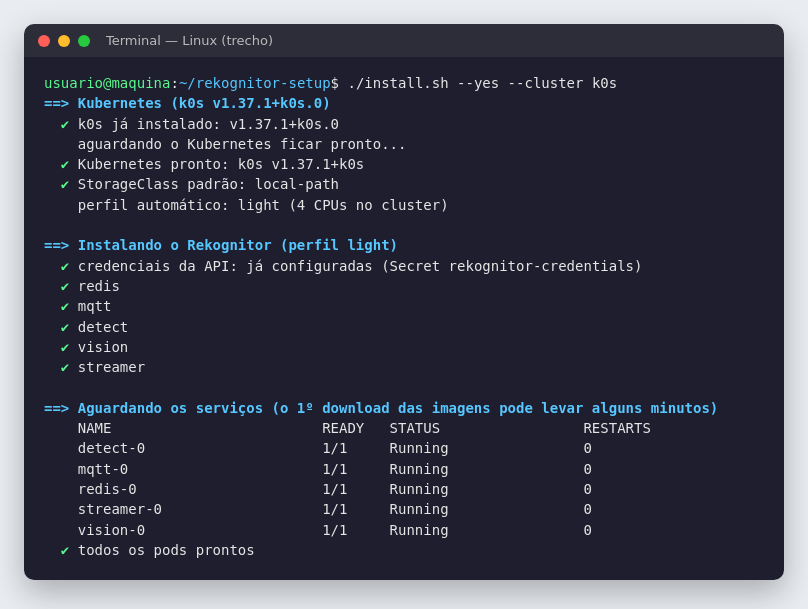 Terminal — Linux (trecho)
usuario@maquina:~/rekognitor-setup$ ./install.sh --yes --cluster k0s
==> Kubernetes (k0s v1.37.1+k0s.0)
✔ k0s já instalado: v1.37.1+k0s.0
aguardando o Kubernetes ficar pronto...
✔ Kubernetes pronto: k0s v1.37.1+k0s
✔ StorageClass padrão: local-path
perfil automático: light (4 CPUs no cluster)
==> Instalando o Rekognitor (perfil light)
✔ credenciais da API: já configuradas (Secret rekognitor-credentials)
✔ redis
✔ mqtt
✔ detect
✔ vision
✔ streamer
==> Aguardando os serviços (o 1º download das imagens pode levar alguns minutos)
NAME READY STATUS RESTARTS
detect-0 1/1 Running 0
mqtt-0 1/1 Running 0
redis-0 1/1 Running 0
streamer-0 1/1 Running 0
vision-0 1/1 Running 0
✔ todos os pods prontos